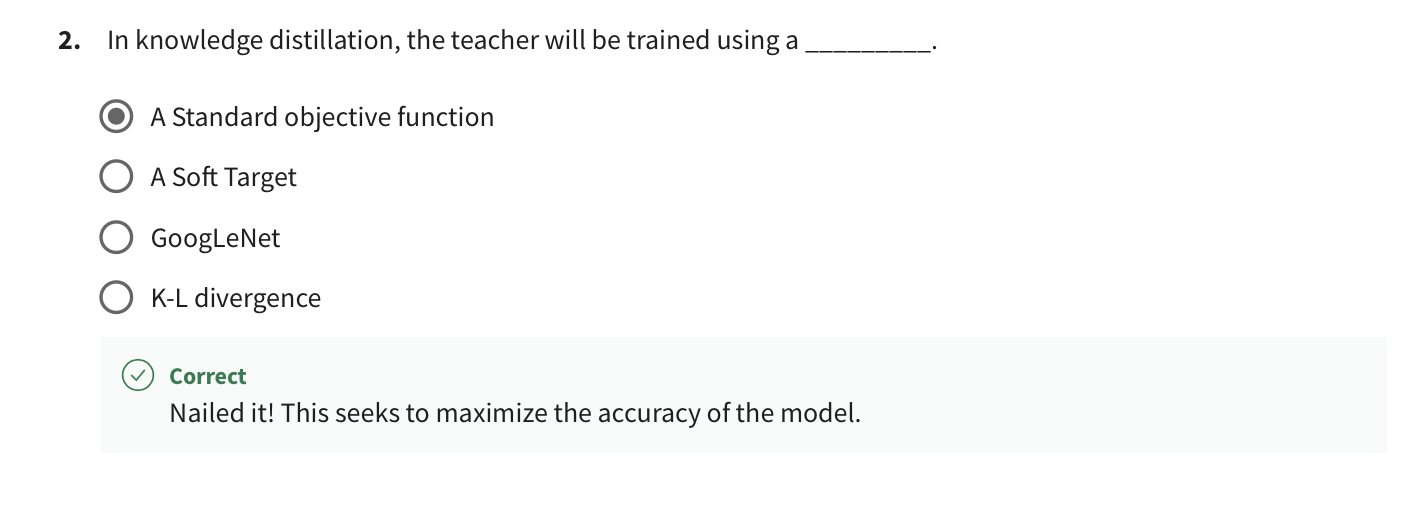 2. In knowledge distillation, the teacher will be trained using a _________.
A Standard objective function
A Soft Target
GoogLeNet
K-L divergence
Correct
Nailed it! This seeks to maximize the accuracy of the model.